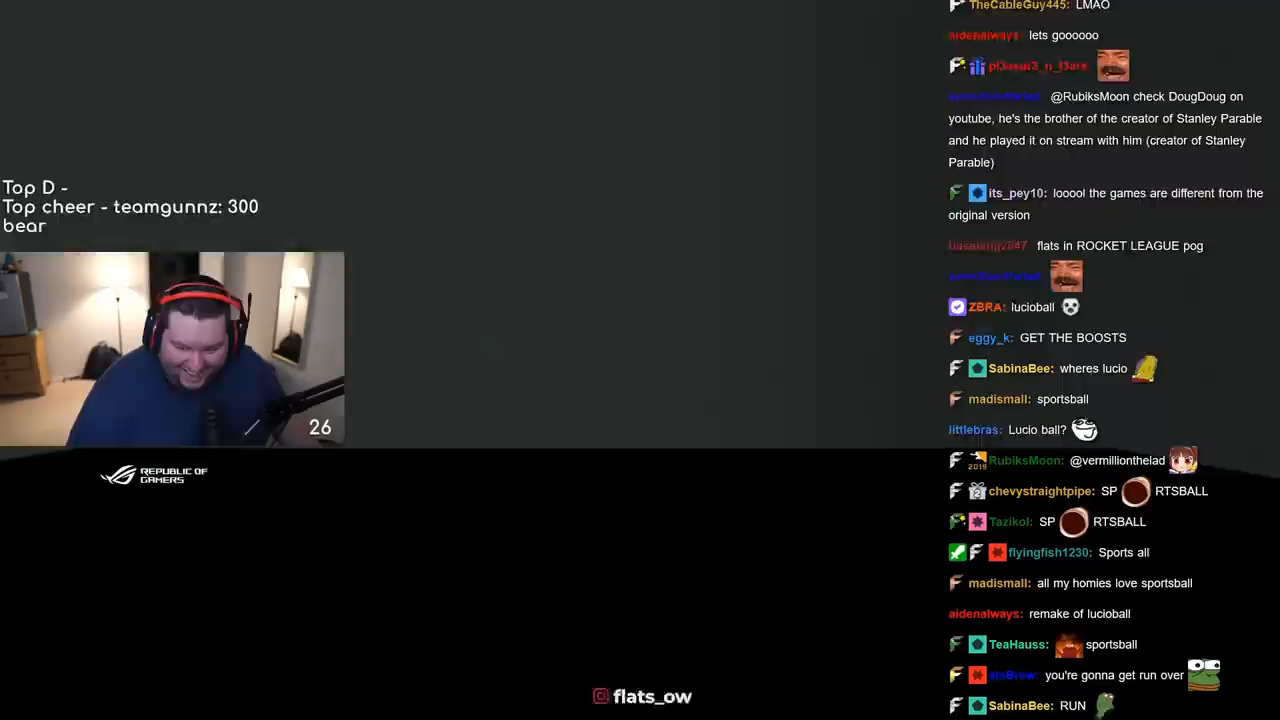 TheCableGuy445: LMAO
aidenalways: lets goooooo
pl3asur3_n_f3ars
@RubiksMoon check DougDoug on
youtube, he's the brother of the creator of Stanley Parable
and he played it on stream with him (creator of Stanley
Parable)
its_pey10: looool the games are different from the
original version
flats in ROCKET LEAGUE pog
ZBRA: lucioball
eggy_k: GET THE BOOSTS
SabinaBee: wheres lucio
madismall: sportsball
littlebras: Lucio ball?
2019 RubiksMoon: @vermillionthelad
2 chevystraightpipe: SP RTSBALL
Tazikol: SP RTSBALL
flyingfish1230: Sports all
madismall: all my homies love sportsball
aidenalways: remake of lucioball
TeaHauss: sportsball
you're gonna get run over
SabinaBee: RUN
Top D -
Top cheer - teamgunnz: 300
bear
26
REPUBLIC OF
GAMERS
flats_ow